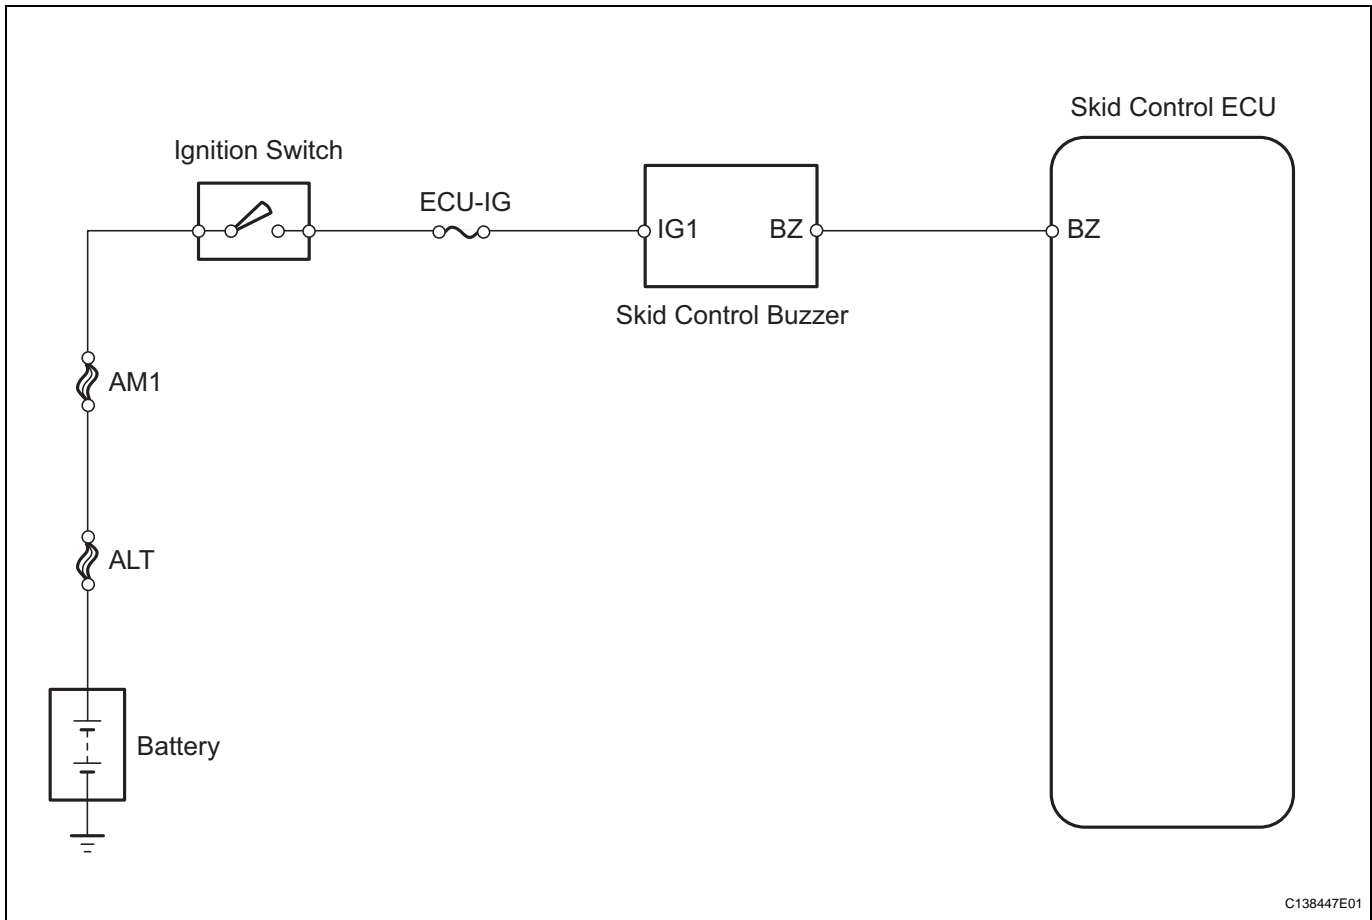 Skid Control ECU
Ignition Switch
ECU-IG
IG1
BZ
BZ
Skid Control Buzzer
AM1
ALT
Battery
C138447E01